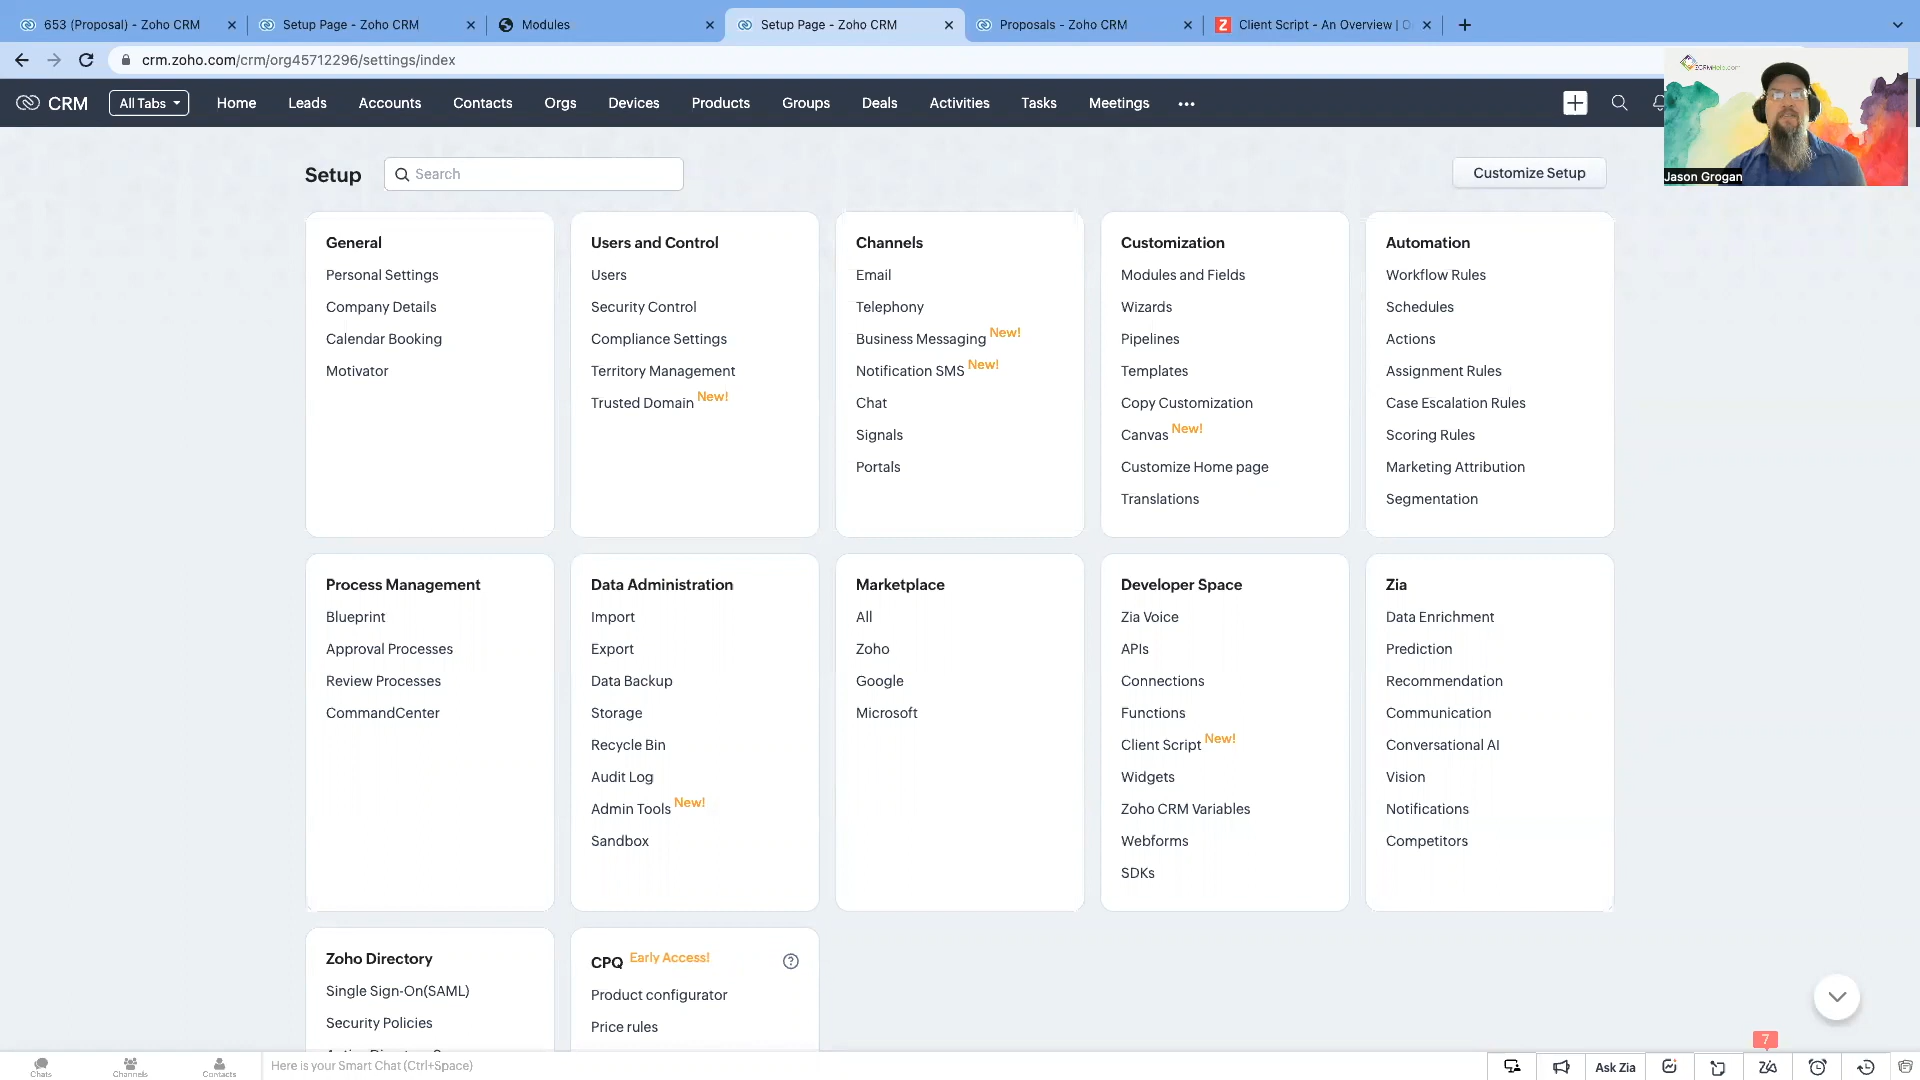 653 (Proposal) - Zoho CRM
Setup Page - Zoho CRM
Modules
Setup Page - Zoho CRM
Proposals - Zoho CRM
Client Script - An Overview |
crm.zoho.com/crm/org45712296/settings/index
CRM
All Tabs
Home
Leads
Accounts
Contacts
Orgs
Devices
Products
Groups
Deals
Activities
Tasks
Meetings
Jason Grogan
Setup
Search
Customize Setup
General
Personal Settings
Company Details
Calendar Booking
Motivator
Users and Control
Users
Security Control
Compliance Settings
Territory Management
Trusted Domain New!
Channels
Email
Telephony
Business Messaging New!
Notification SMS New!
Chat
Signals
Portals
Customization
Modules and Fields
Wizards
Pipelines
Templates
Copy Customization
Canvas New!
Customize Home page
Translations
Automation
Workflow Rules
Schedules
Actions
Assignment Rules
Case Escalation Rules
Scoring Rules
Marketing Attribution
Segmentation
Process Management
Blueprint
Approval Processes
Review Processes
CommandCenter
Data Administration
Import
Export
Data Backup
Storage
Recycle Bin
Audit Log
Admin Tools New!
Sandbox
Marketplace
All
Zoho
Google
Microsoft
Developer Space
Zia Voice
APIs
Connections
Functions
Client Script New!
Widgets
Zoho CRM Variables
Webforms
SDKs
Zia
Data Enrichment
Prediction
Recommendation
Communication
Conversational AI
Vision
Notifications
Competitors
Zoho Directory
Single Sign-On(SAML)
Security Policies
CPQ Early Access!
Product configurator
Price rules
7
Chats
Channels
Contacts
Here is your Smart Chat (Ctrl+Space)
Ask Zia